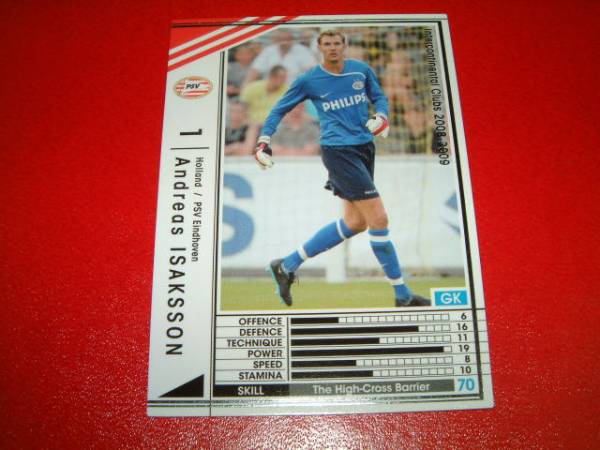 PSV
1
Holland / PSV Eindhoven
Andreas ISAKSSON
Intercontinental Clubs 2008-2009
PHILIPS
GK
OFFENCE 6
DEFENCE 16
TECHNIQUE 11
POWER 19
SPEED 8
STAMINA 10
SKILL The High-Cross Barrier 70